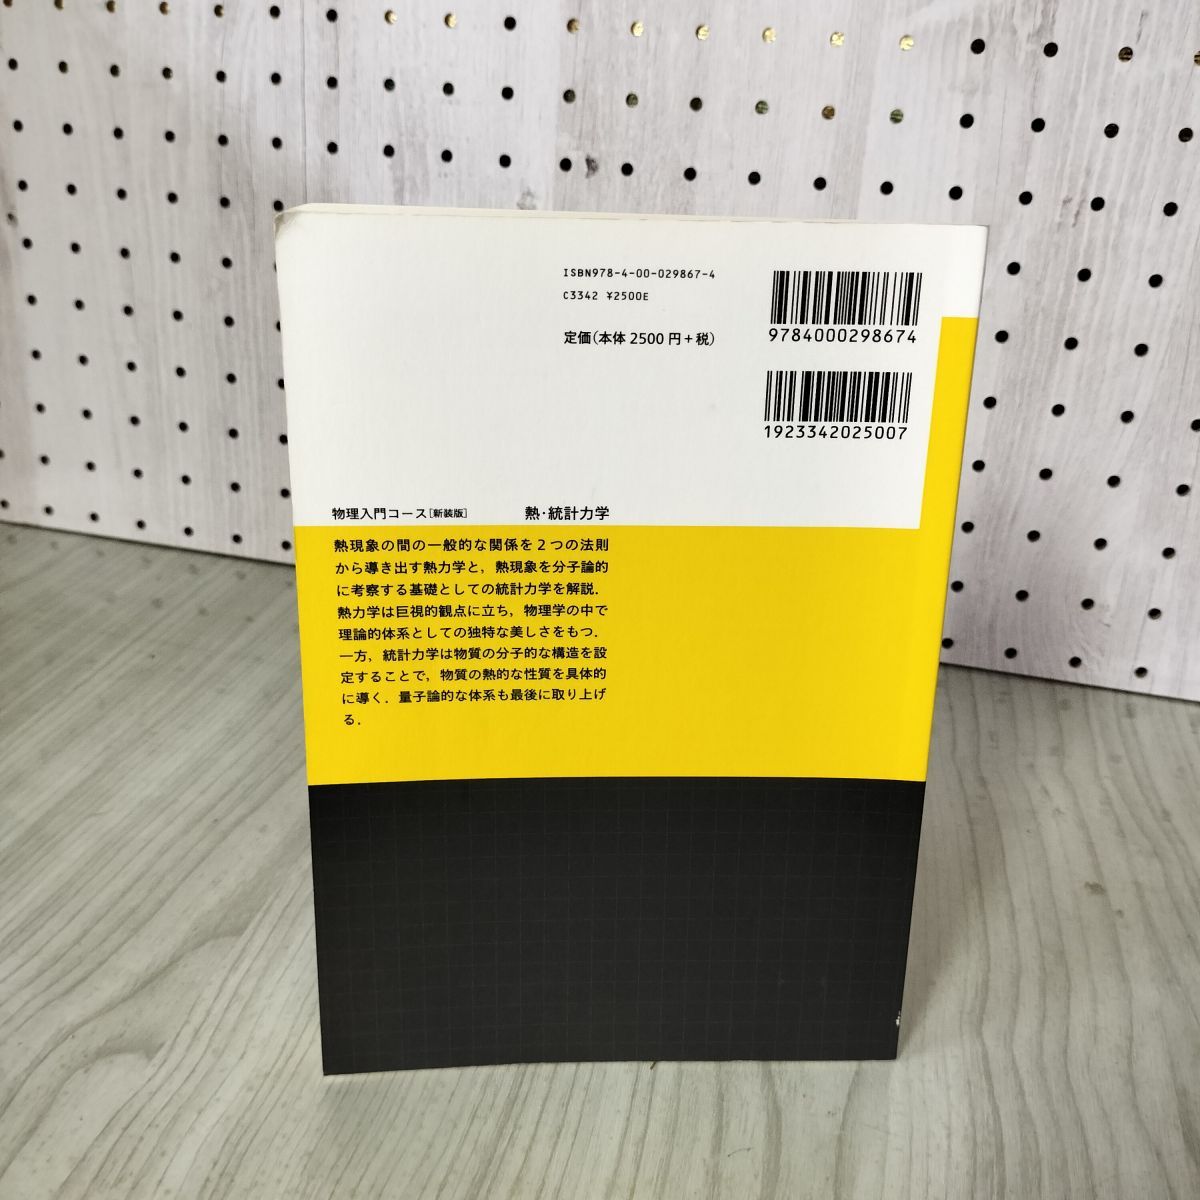 ISBN978-4-00-029867-4
C3342 ¥2500E
定価(本体 2500 円+税)
9784000298674
1923342025007
物理入門コース[新装版] 熱・統計力学
熱現象の間の一般的な関係を2つの法則
から導き出す熱力学と，熱現象を分子論的
に考察する基礎としての統計力学を解説．
熱力学は巨視的観点に立ち，物理学の中で
理論的体系としての独特な美しさをもつ．
一方，統計力学は物質の分子的な構造を設
定することで，物質の熱的な性質を具体的
に導く．量子論的な体系も最後に取り上げ
る．